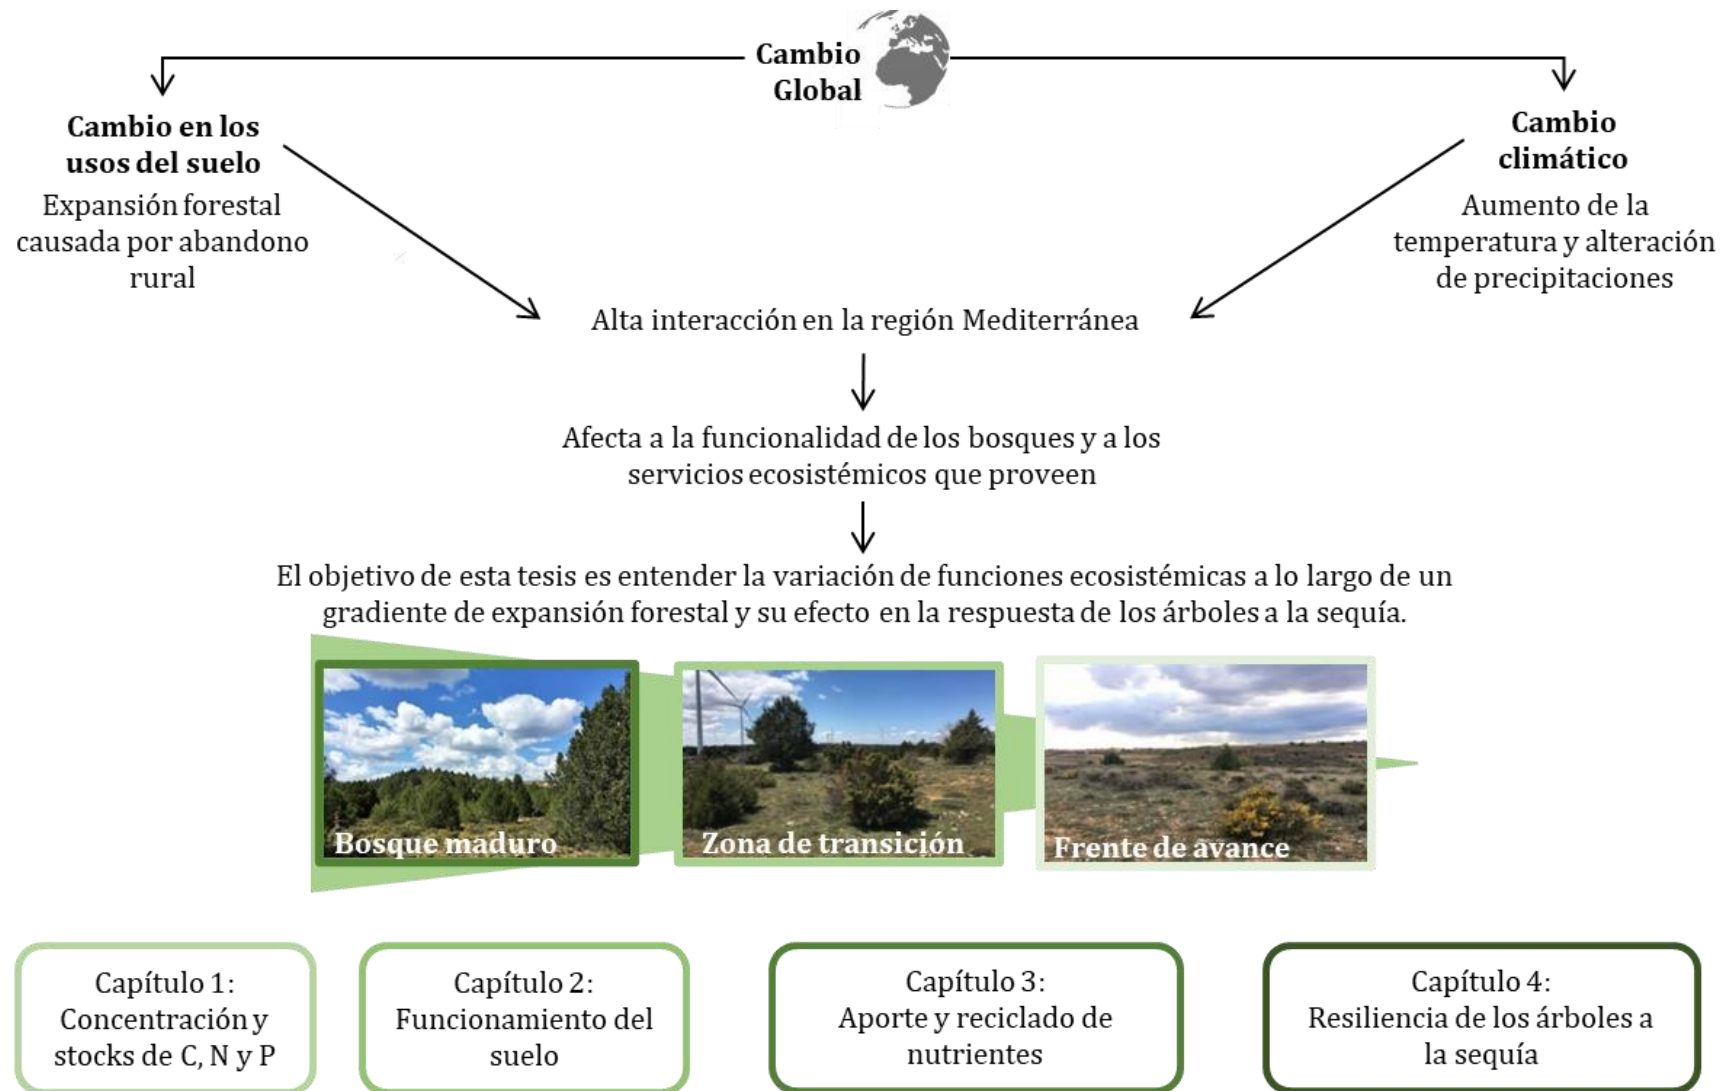 Cambio
Global
Cambio en los
usos del suelo
Expansión forestal
causada por abandono
rural
Cambio
climático
Aumento de la
temperatura y alteración
de precipitaciones
Alta interacción en la región Mediterránea
Afecta a la funcionalidad de los bosques y a los
servicios ecosistémicos que proveen
El objetivo de esta tesis es entender la variación de funciones ecosistémicas a lo largo de un
gradiente de expansión forestal y su efecto en la respuesta de los árboles a la sequía.
Bosque maduro
Zona de transición
Frente de avance
Capítulo 1:
Concentración y
stocks de C, N y P
Capítulo 2:
Funcionamiento del
suelo
Capítulo 3:
Aporte y reciclado de
nutrientes
Capítulo 4:
Resiliencia de los árboles a
la sequía